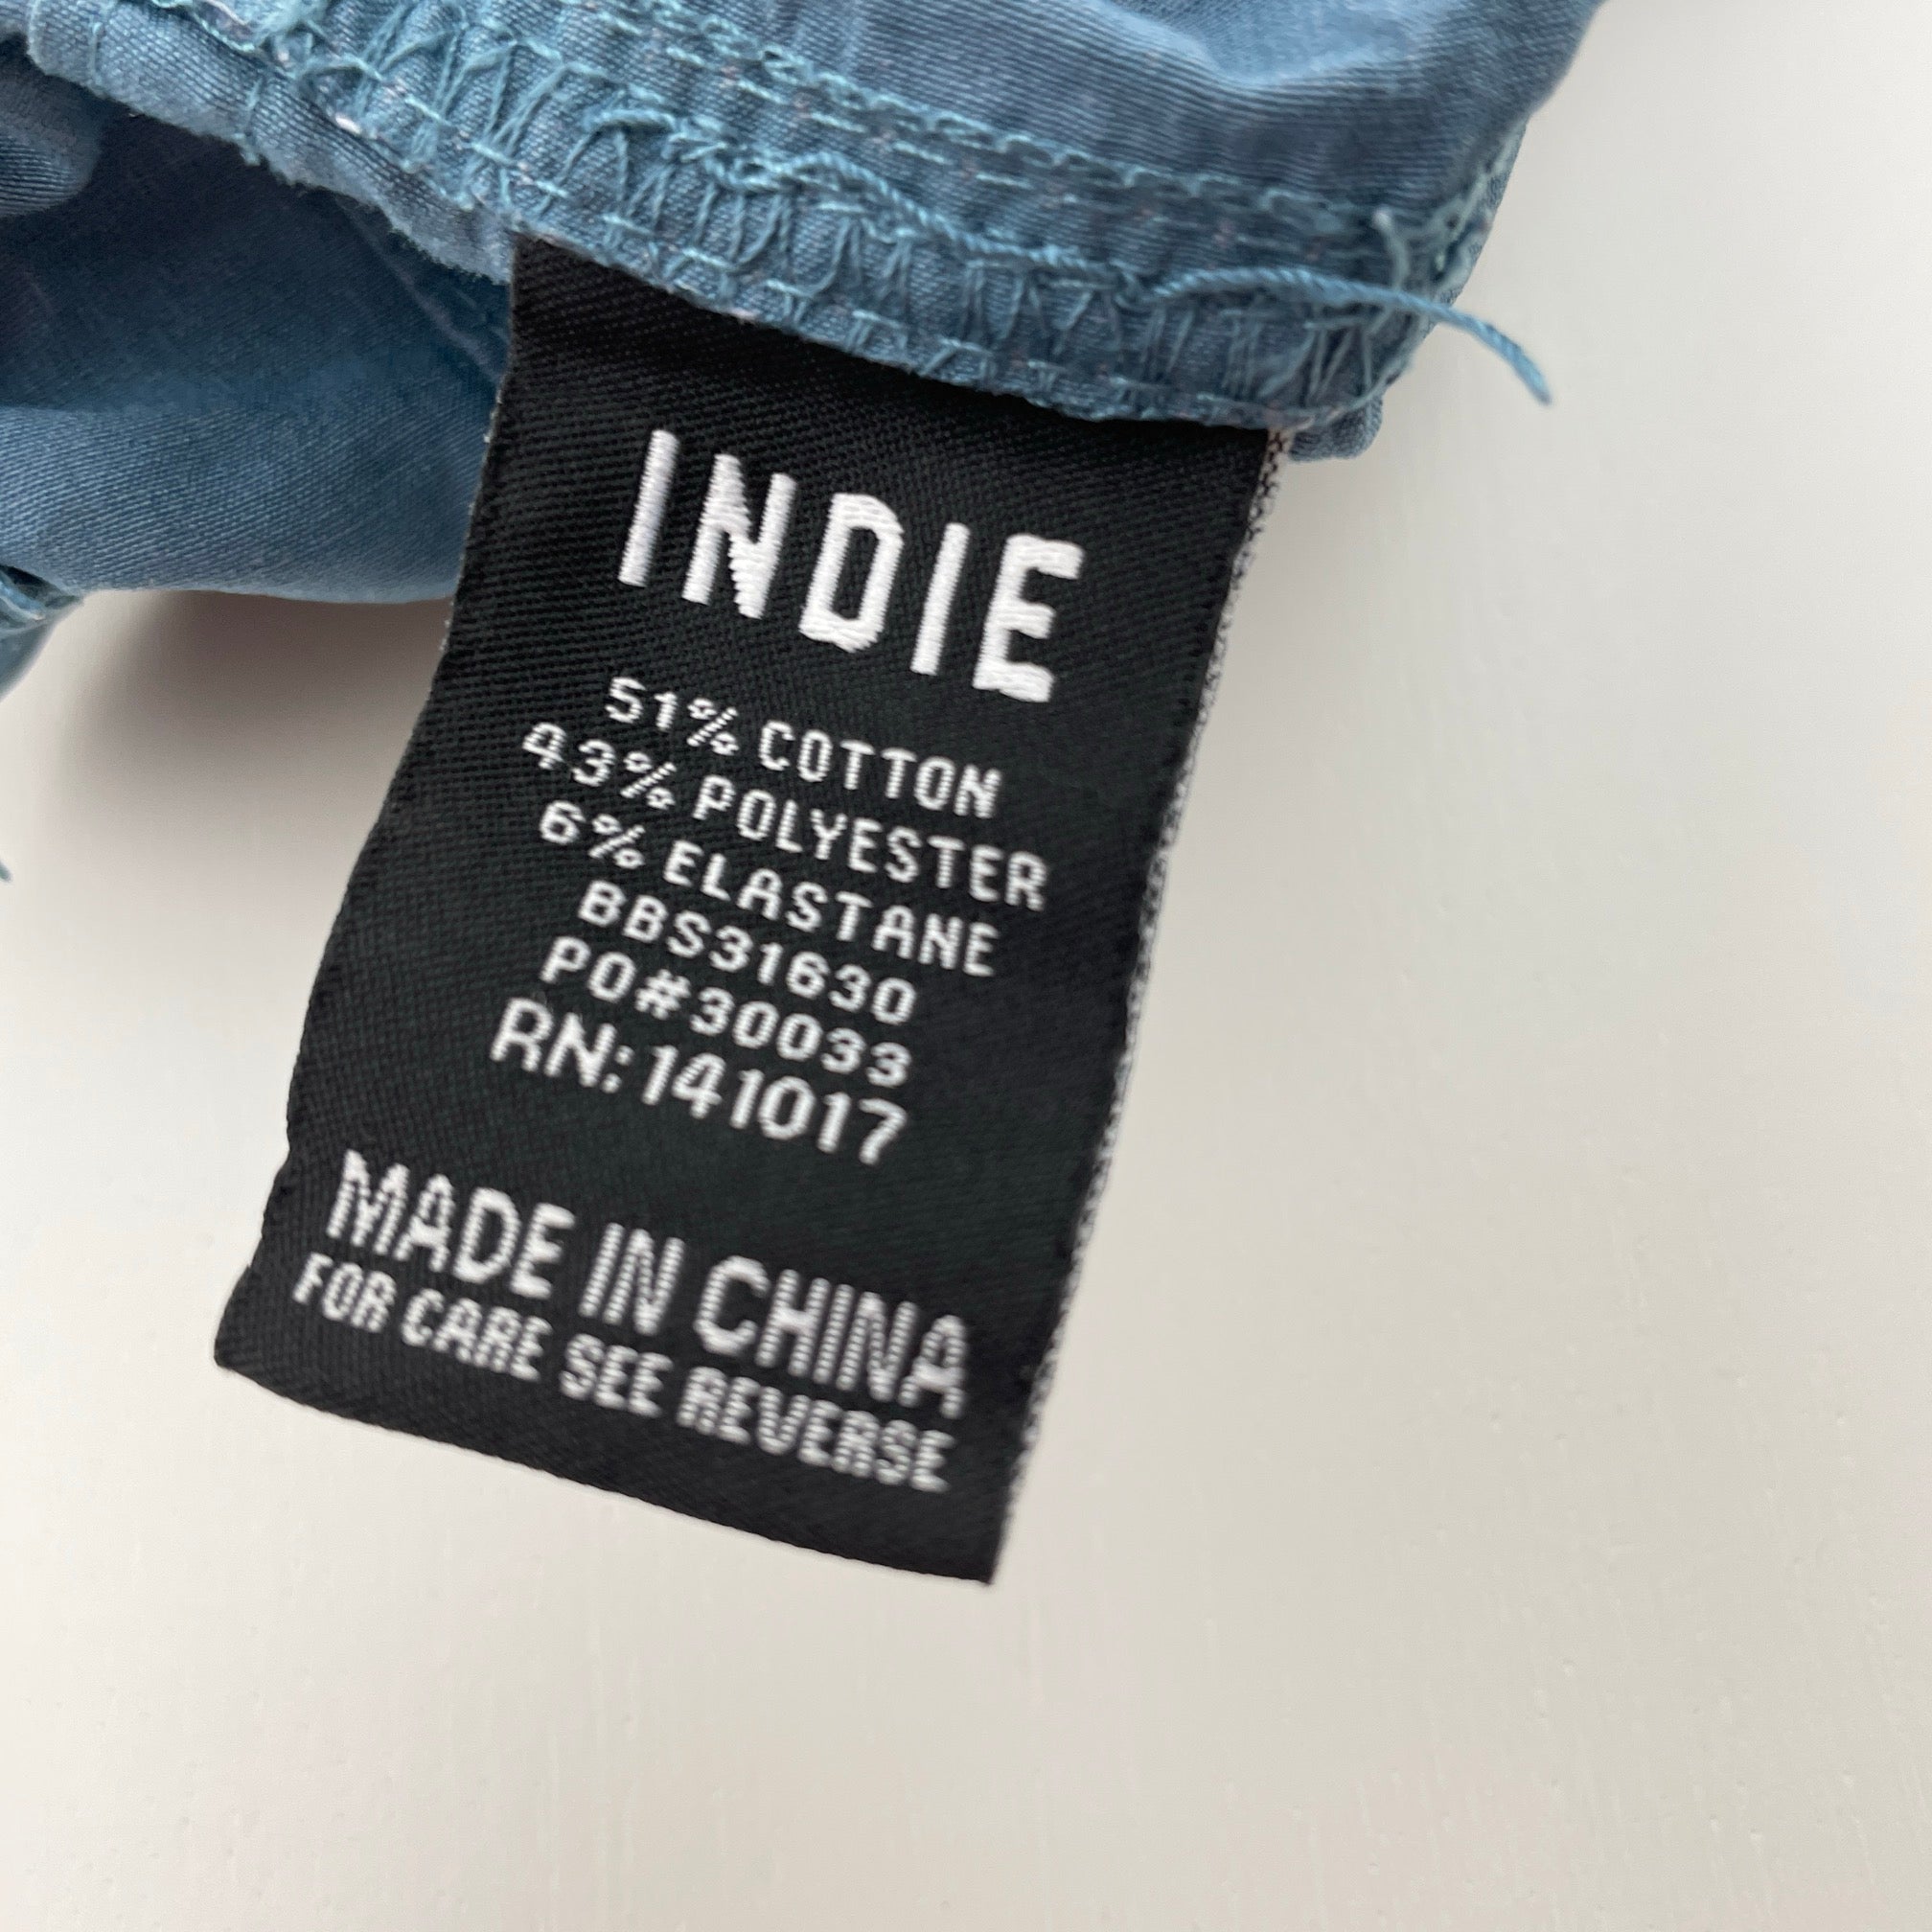 INDIE
51% COTTON
43% POLYESTER
6% ELASTANE
BBS31630
PO#30033
RN: 141017
MADE IN CHINA
FOR CARE SEE REVERSE